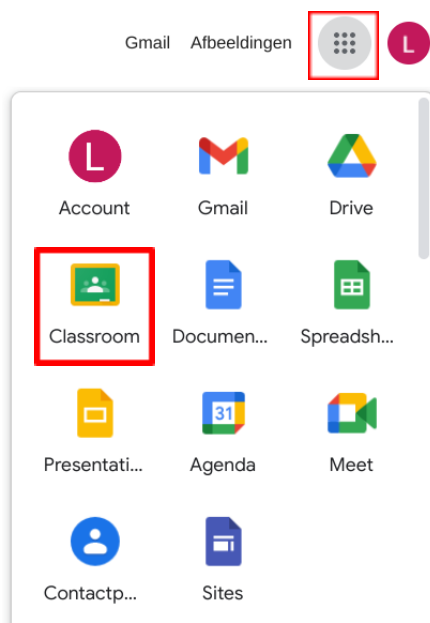 Gmail Afbeeldingen L
L
Account Gmail Drive
Classroom Documen... Spreadsh...
31
Presentati... Agenda Meet
Contactp... Sites